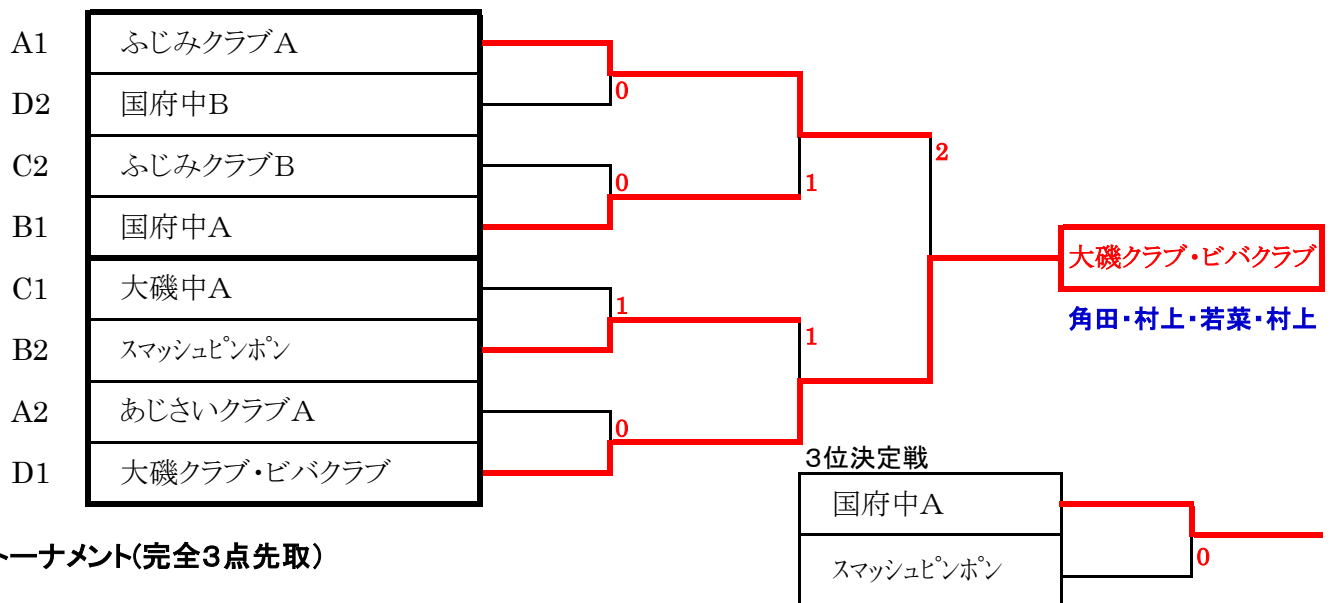 A1 ふじみクラブA
D2 国府中B
0
C2 ふじみクラブB
0
B1 国府中A
1
2
C1 大磯中A
1
B2 スマッシュピンポン
1
A2 あじさいクラブA
0
D1 大磯クラブ・ビバクラブ
大磯クラブ・ビバクラブ
角田・村上・若菜・村上
3位決定戦
国府中A
スマッシュピンポン
0
ーナメント(完全3点先取)